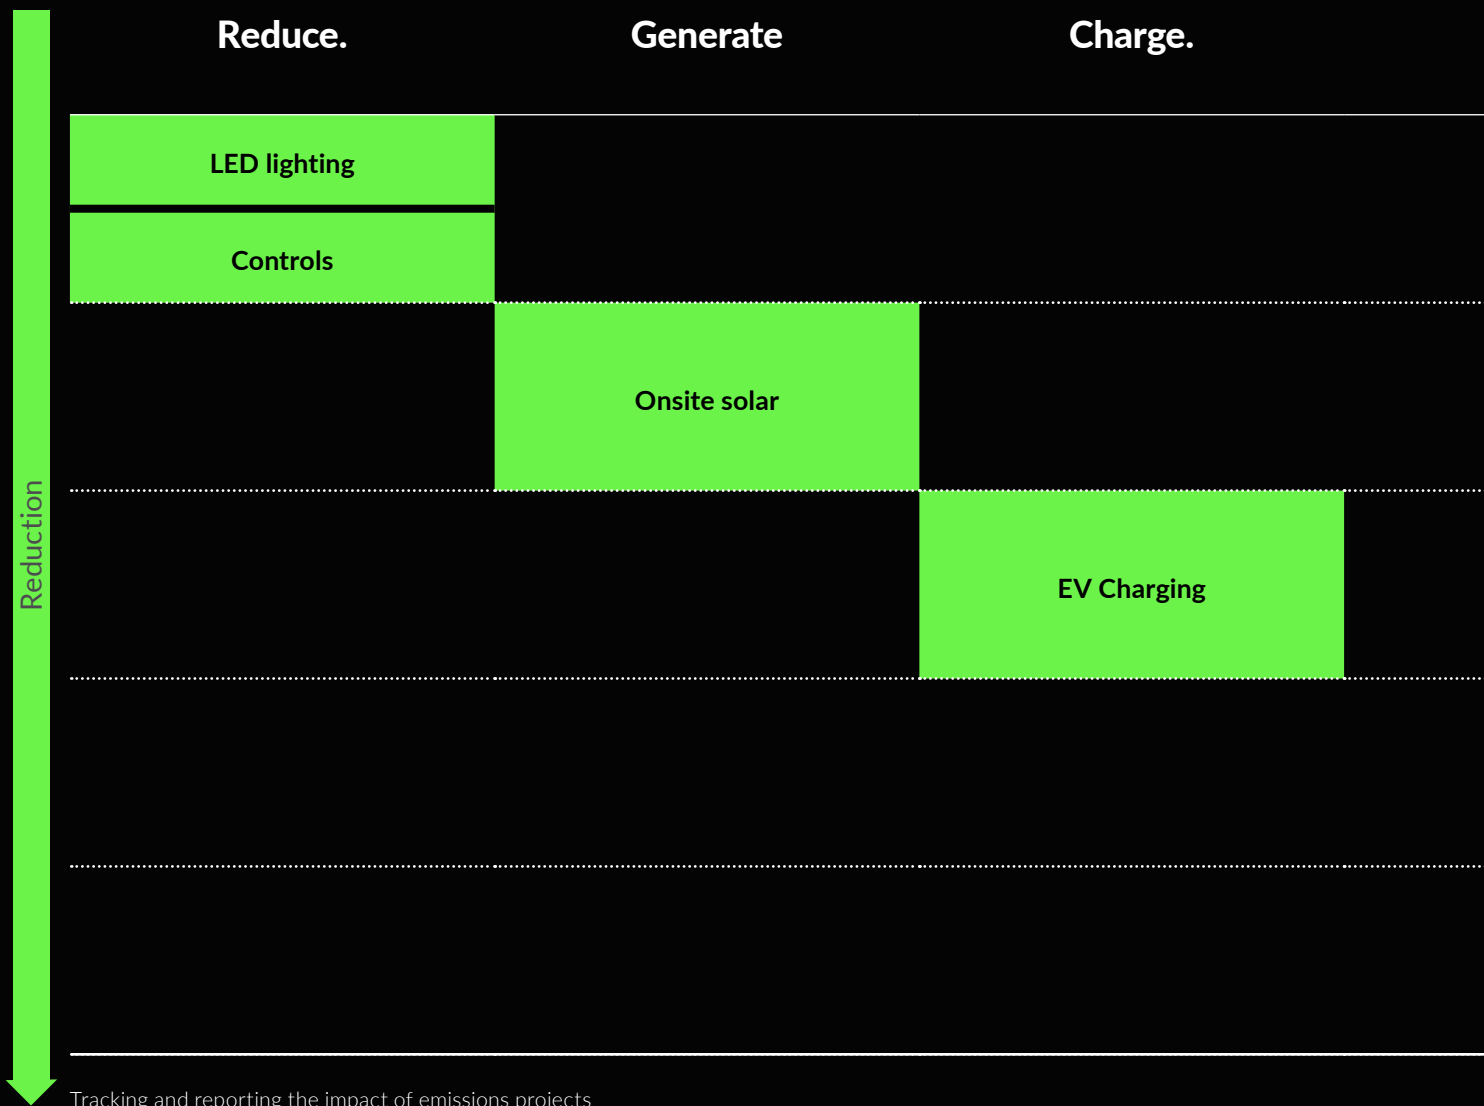 Reduce.
Generate
Charge.
LED lighting
Controls
Onsite solar
EV Charging
Reduction
Tracking and reporting the impact of emissions projects